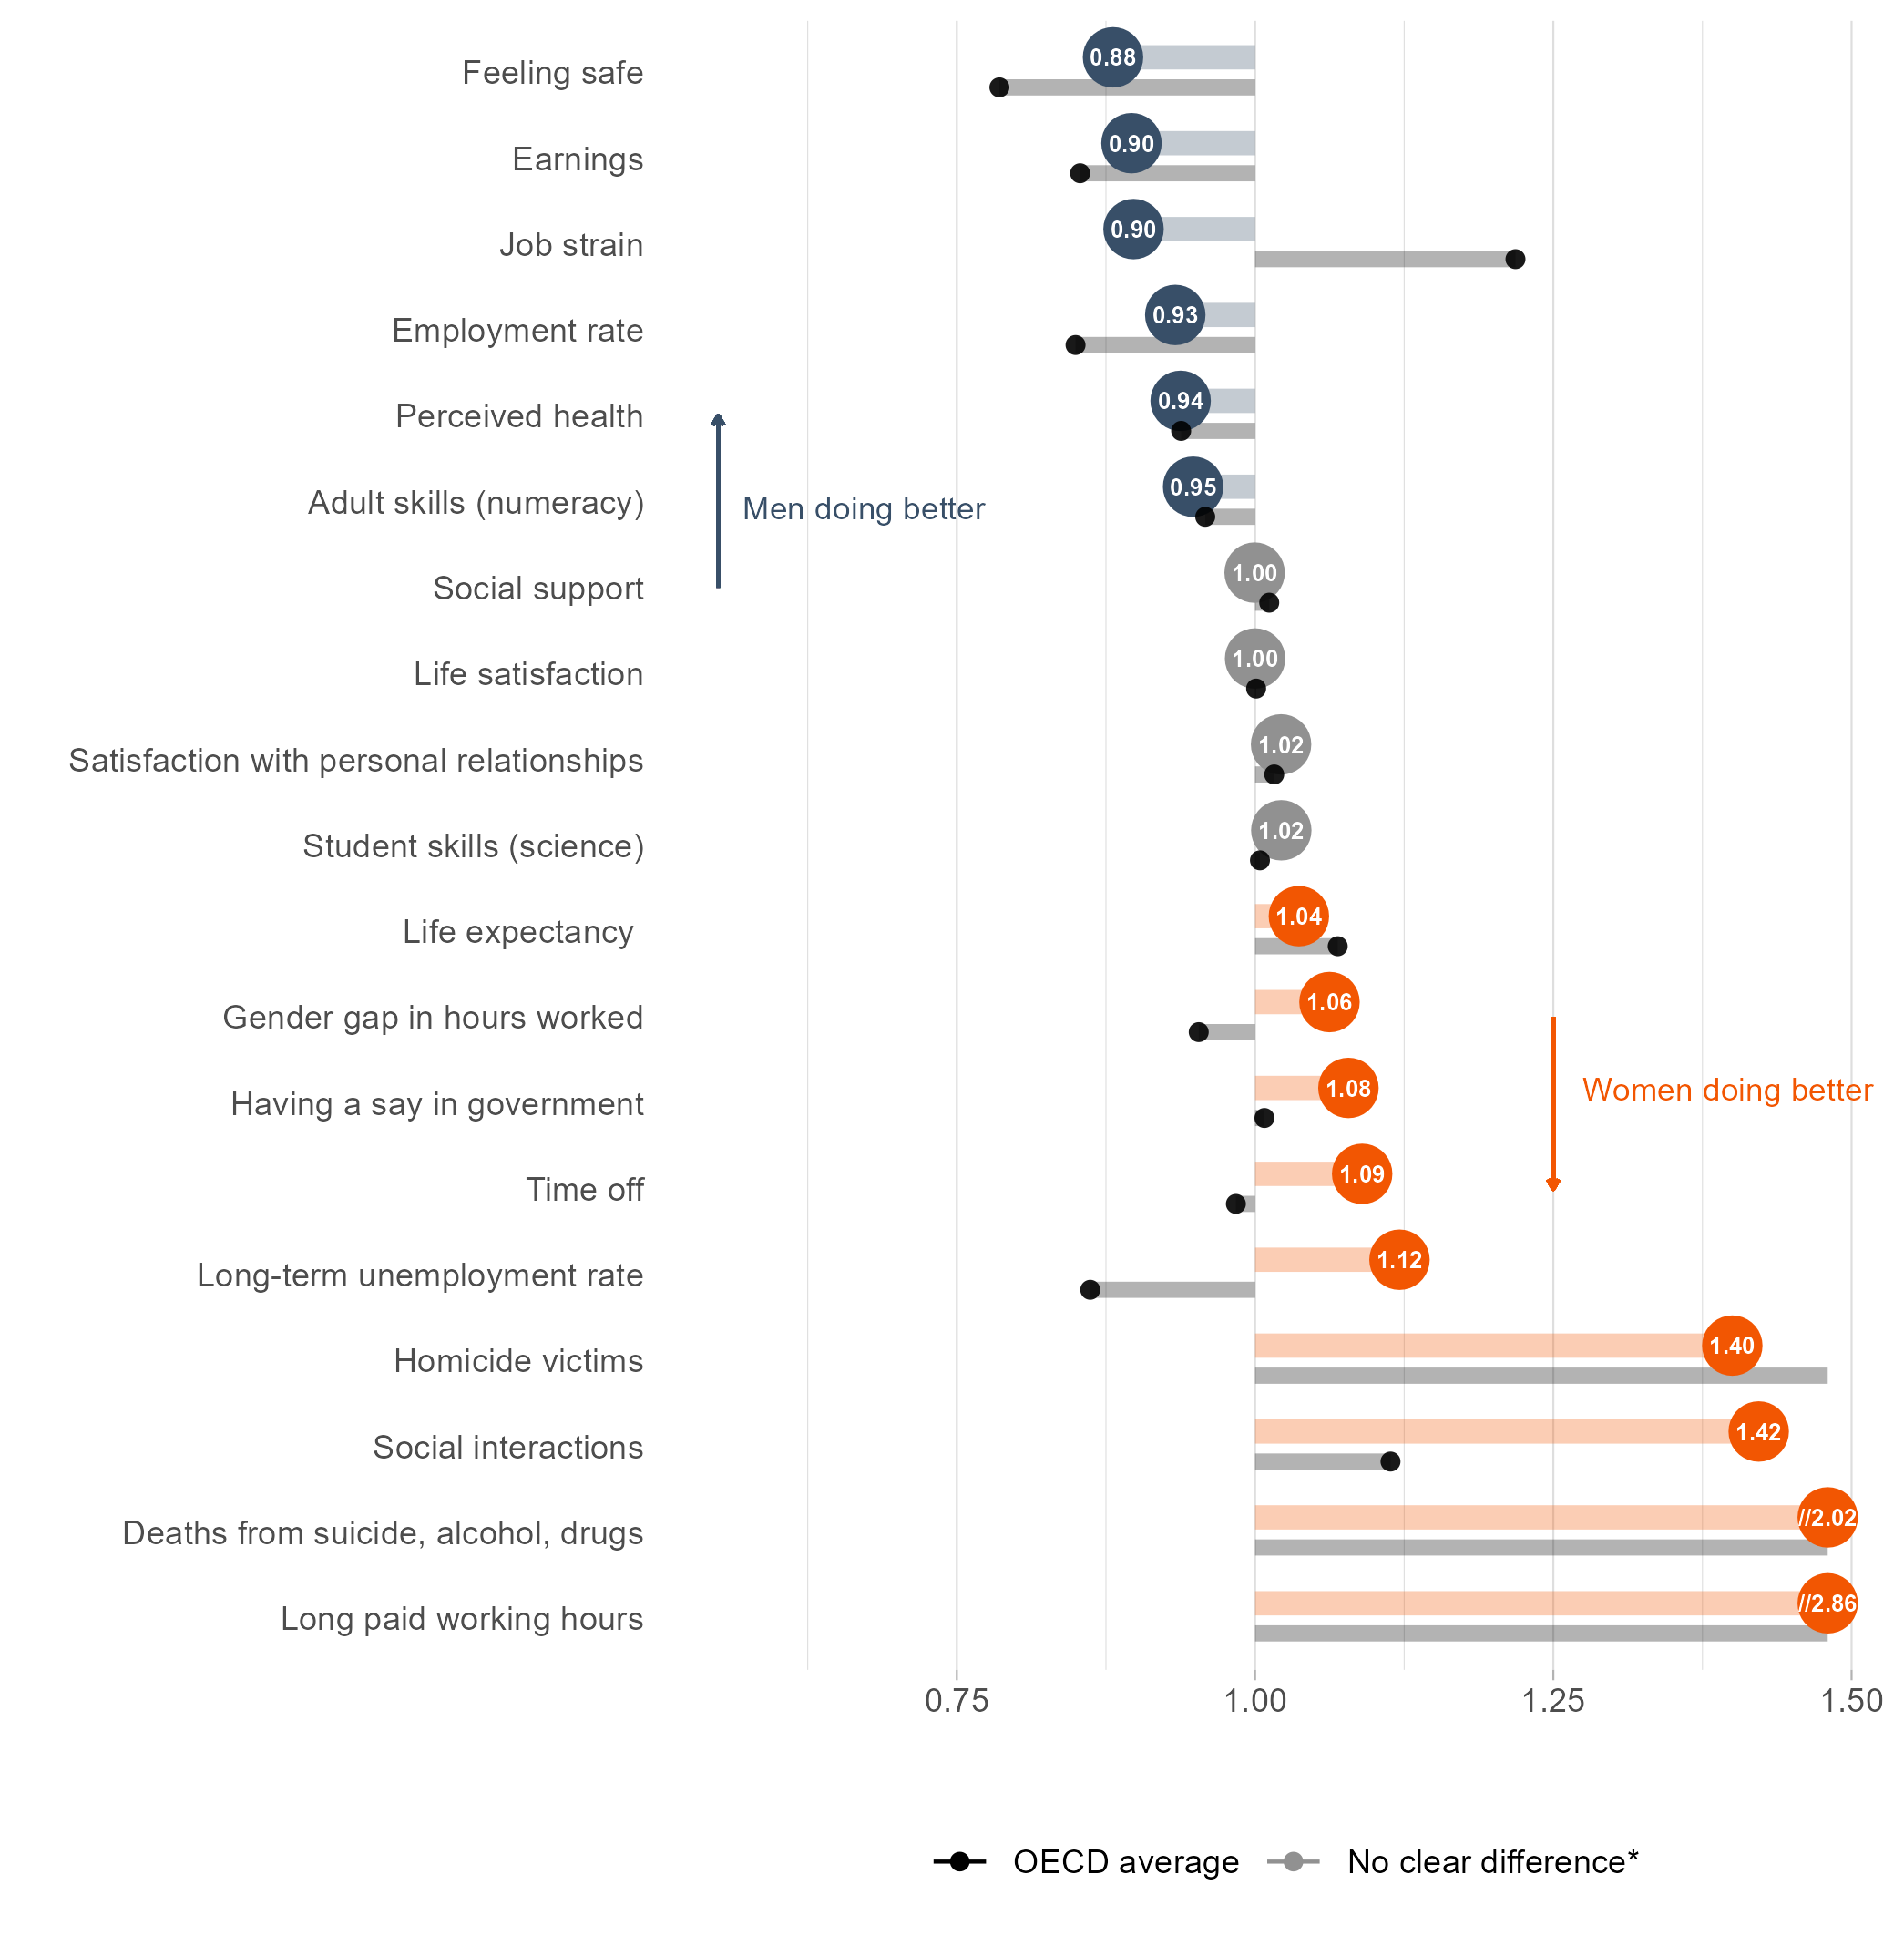 Feeling safe
0.88
Earnings
0.90
Job strain
0.90
Employment rate
0.93
Perceived health
0.94
Adult skills (numeracy)
0.95
Men doing better
Social support
1.00
Life satisfaction
1.00
Satisfaction with personal relationships
1.02
Student skills (science)
1.02
Life expectancy
1.04
Gender gap in hours worked
1.06
Having a say in government
1.08
Women doing better
Time off
1.09
Long-term unemployment rate
1.12
Homicide victims
1.40
Social interactions
1.42
Deaths from suicide, alcohol, drugs
//2.02
Long paid working hours
//2.86
0.75 1.00 1.25 1.50
OECD average No clear difference*